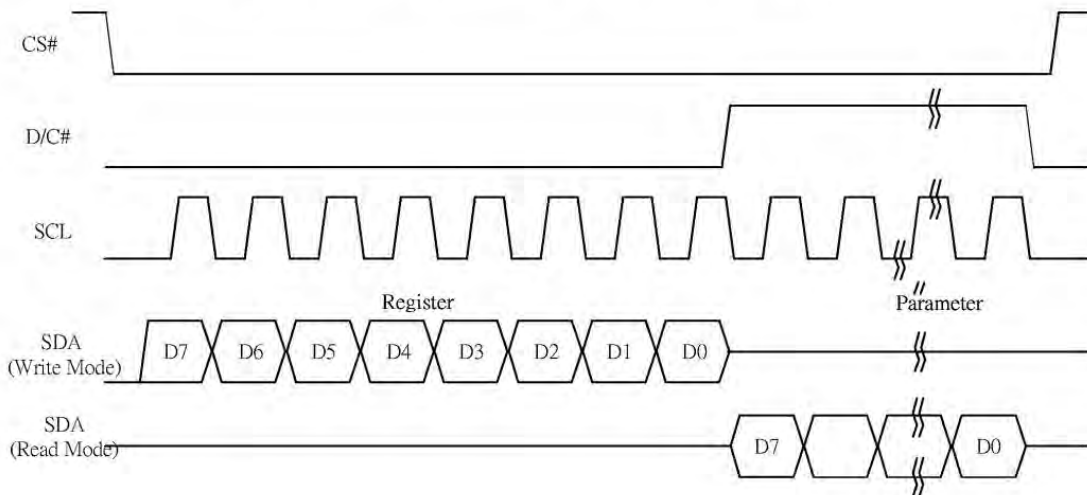 CS#
D/C#
SCL
Register Parameter
SDA
(Write Mode)
D7 D6 D5 D4 D3 D2 D1 D0
SDA
(Read Mode)
D7 D0